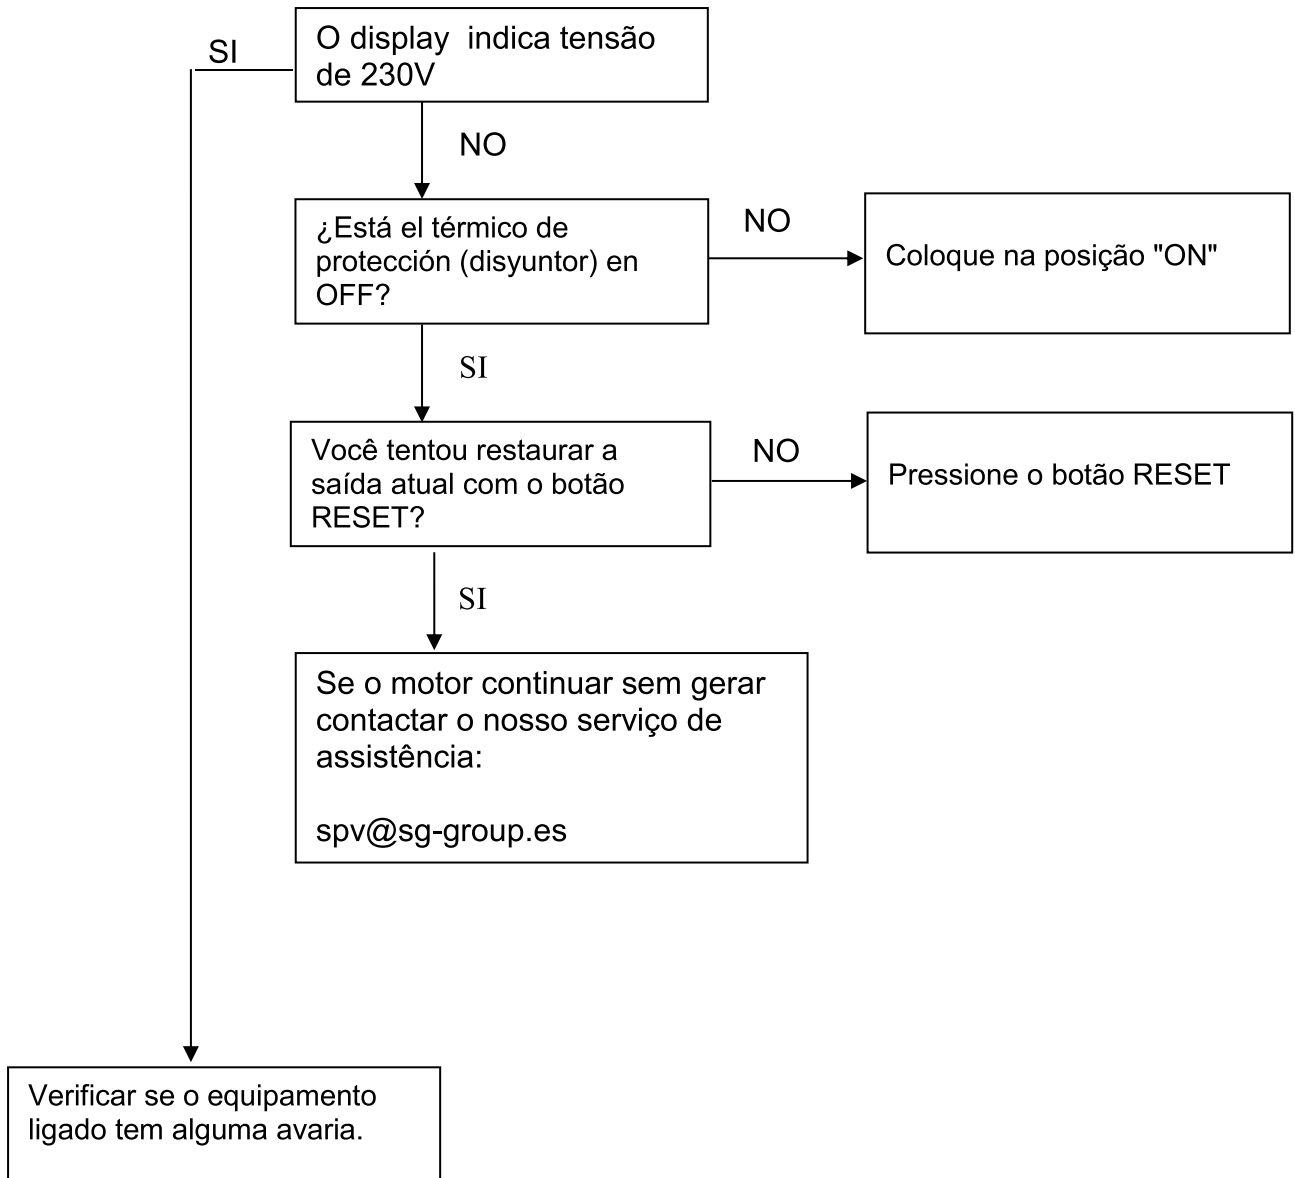 SI
O display indica tensão
de 230V
NO
¿Está el térmico de
protección (disyuntor) en
OFF?
NO
Coloque na posição "ON"
SI
Você tentou restaurar a
saída atual com o botão
RESET?
NO
Pressione o botão RESET
SI
Se o motor continuar sem gerar
contactar o nosso serviço de
assistência:
spv@sg-group.es
Verificar se o equipamento
ligado tem alguma avaria.